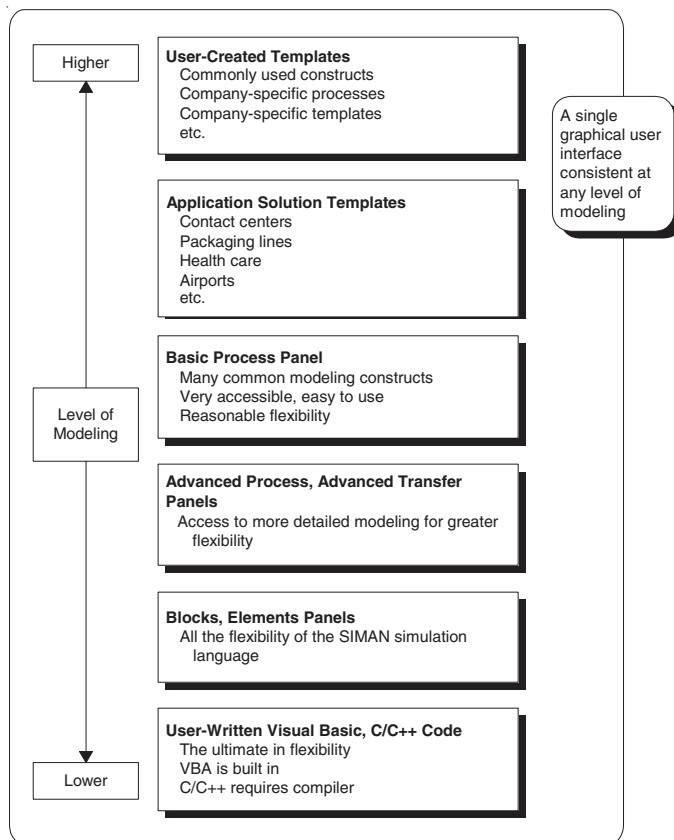 Higher
User-Created Templates
Commonly used constructs
Company-specific processes
Company-specific templates
etc.
A single
graphical user
interface
consistent at
any level of
modeling
Application Solution Templates
Contact centers
Packaging lines
Health care
Airports
etc.
Basic Process Panel
Many common modeling constructs
Very accessible, easy to use
Reasonable flexibility
Level of
Modeling
Advanced Process, Advanced Transfer
Panels
Access to more detailed modeling for greater
flexibility
Blocks, Elements Panels
All the flexibility of the SIMAN simulation
language
User-Written Visual Basic, C/C++ Code
The ultimate in flexibility
VBA is built in
C/C++ requires compiler
Lower